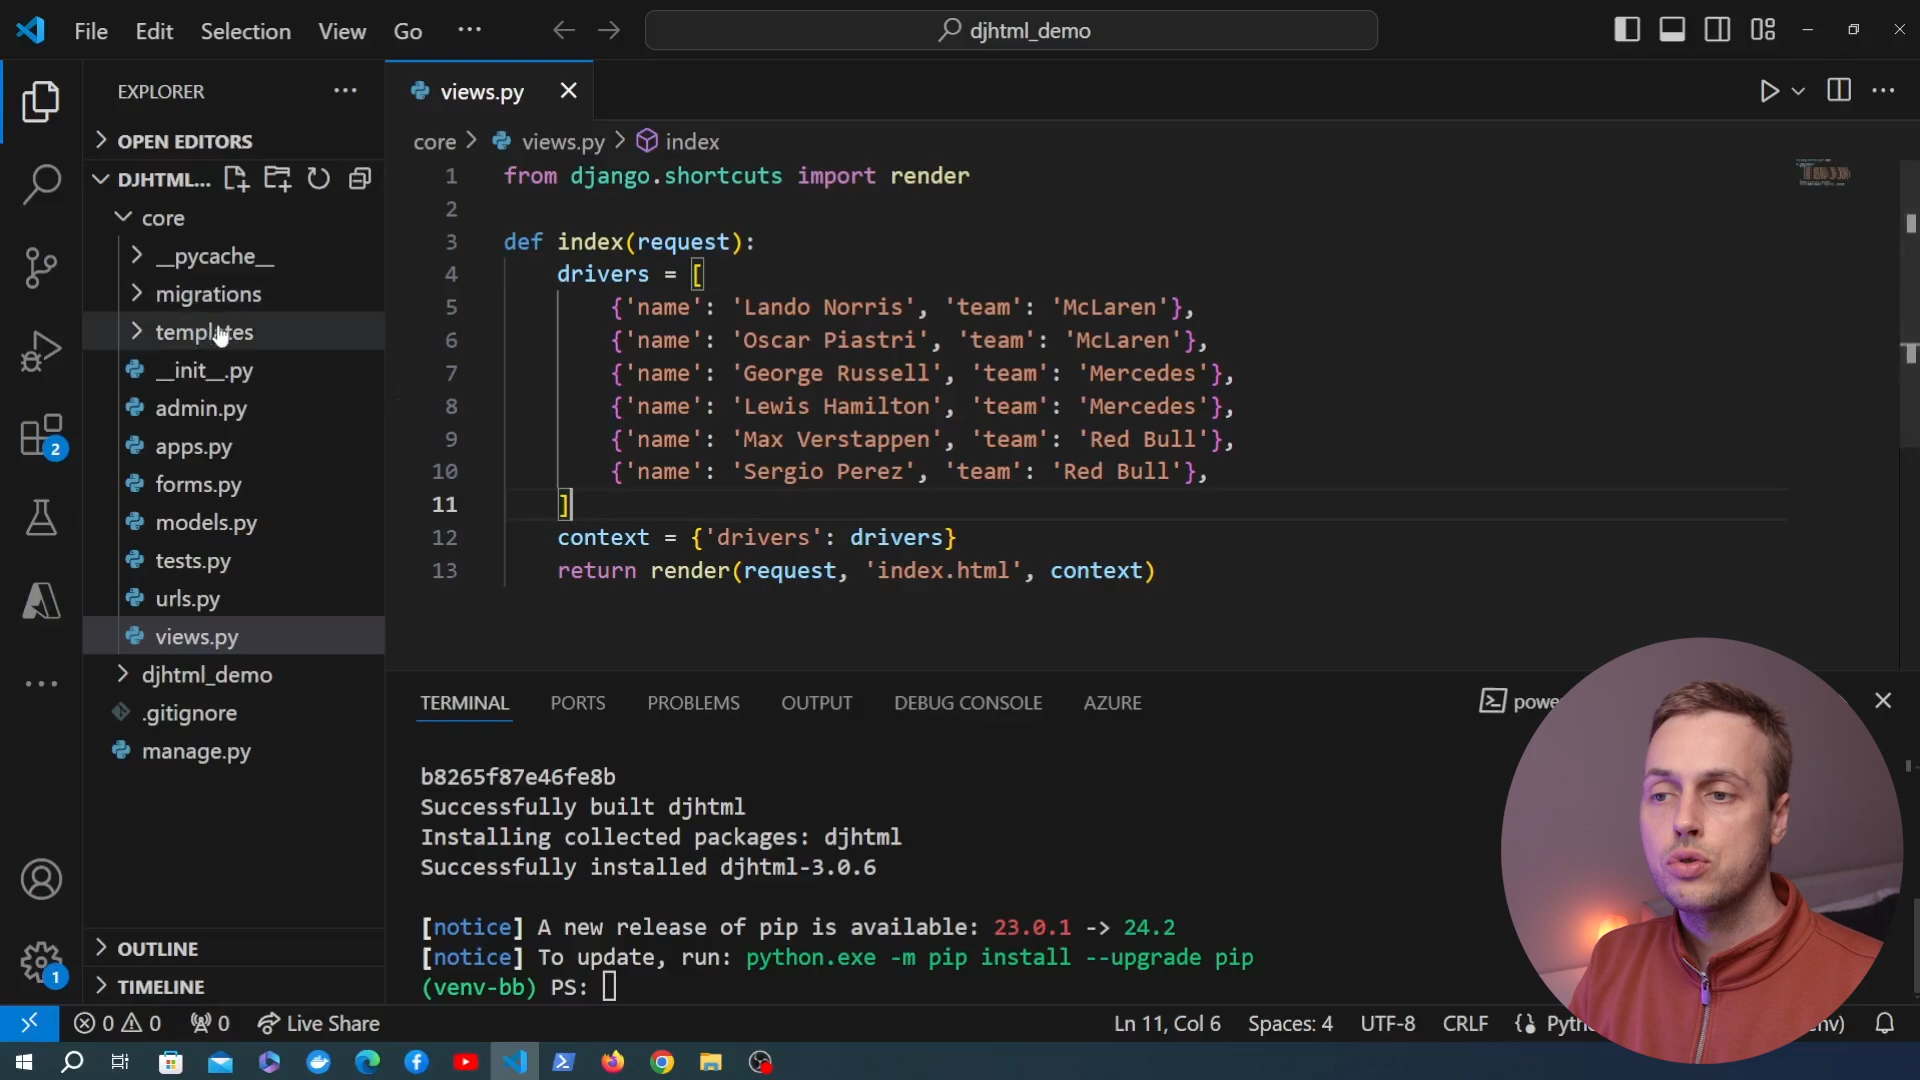 File Edit Selection View Go ···
djhtml_demo
EXPLORER
OPEN EDITORS
DJHTML...
core
__pycache__
migrations
templates
__init__.py
admin.py
apps.py
forms.py
models.py
tests.py
urls.py
views.py
djhtml_demo
.gitignore
manage.py
OUTLINE
TIMELINE
2
1
views.py
core > views.py > index
1 from django.shortcuts import render
2
3 def index(request):
4 drivers = [
5 {'name': 'Lando Norris', 'team': 'McLaren'},
6 {'name': 'Oscar Piastri', 'team': 'McLaren'},
7 {'name': 'George Russell', 'team': 'Mercedes'},
8 {'name': 'Lewis Hamilton', 'team': 'Mercedes'},
9 {'name': 'Max Verstappen', 'team': 'Red Bull'},
10 {'name': 'Sergio Perez', 'team': 'Red Bull'},
11 ]
12 context = {'drivers': drivers}
13 return render(request, 'index.html', context)
TERMINAL PORTS PROBLEMS OUTPUT DEBUG CONSOLE AZURE
b8265f87e46fe8b
Successfully built djhtml
Installing collected packages: djhtml
Successfully installed djhtml-3.0.6
[notice] A new release of pip is available: 23.0.1 -> 24.2
[notice] To update, run: python.exe -m pip install --upgrade pip
(venv-bb) PS:
0 0 0 Live Share Ln 11, Col 6 Spaces: 4 UTF-8 CRLF